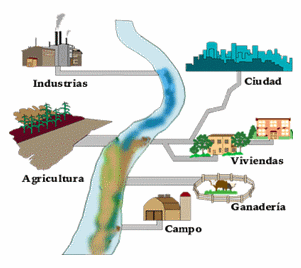 Industrias
Ciudad
Agricultura
Viviendas
Ganadería
Campo